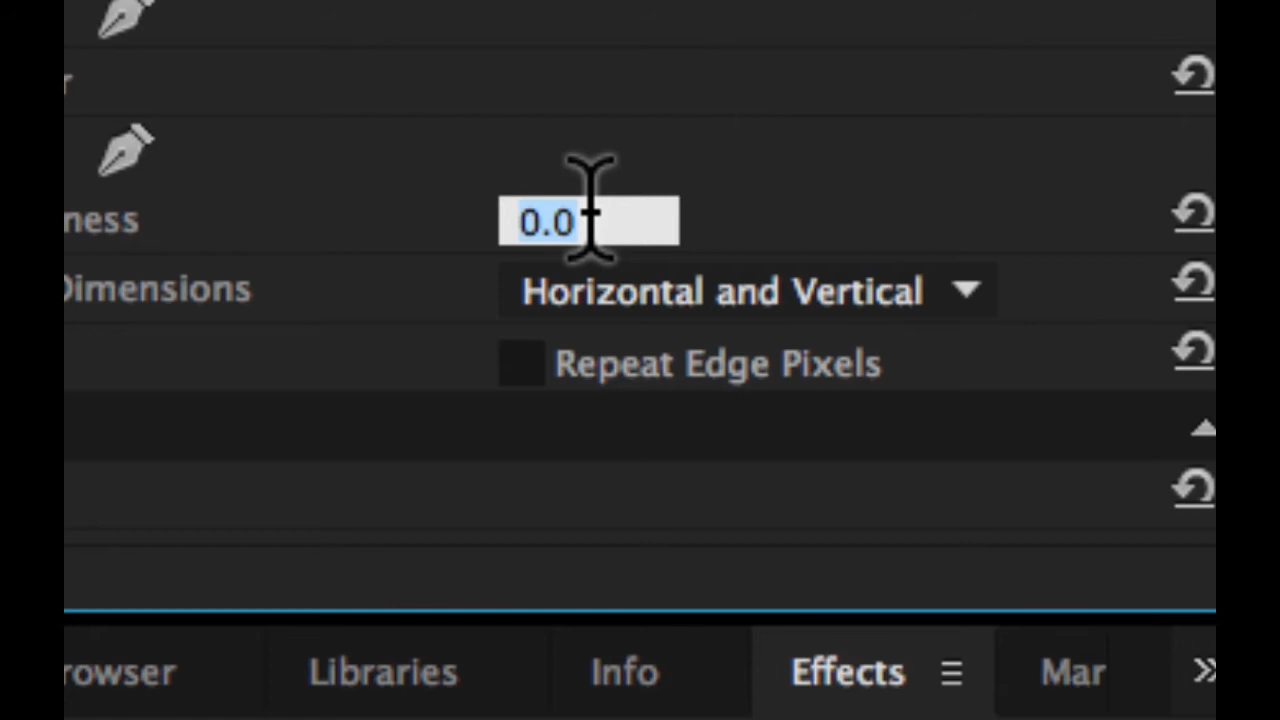 r
ness 0.0
Dimensions Horizontal and Vertical
Repeat Edge Pixels
rowser Libraries Info Effects Mar